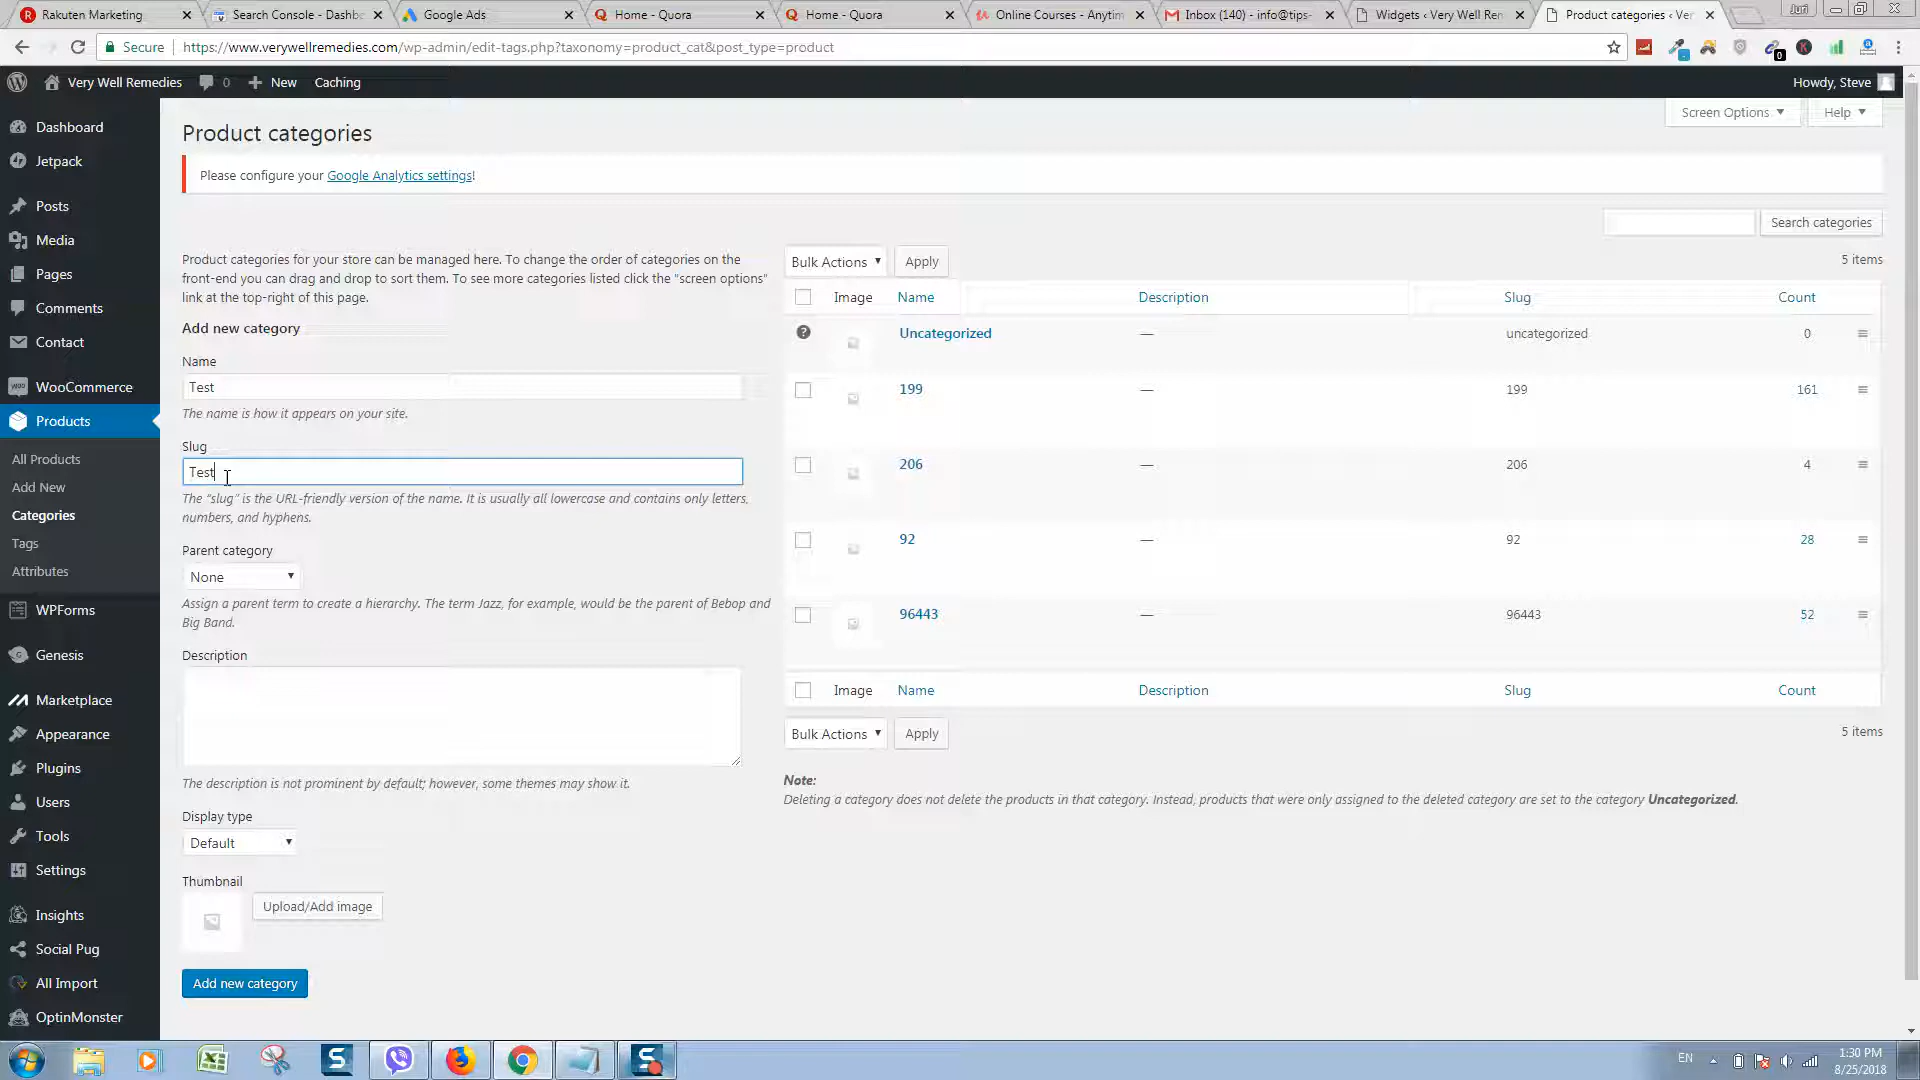 Rakuten Marketing
Search Console - Dashb
Google Ads
Home - Quora
Home - Quora
Online Courses - Anytim
Inbox (140) - info@tips-
Widgets ‹ Very Well Rem
Product categories ‹ Ver
Juri
Secure
https://www.verywellremedies.com/wp-admin/edit-tags.php?taxonomy=product_cat&post_type=product
Very Well Remedies
0
New
Caching
Howdy, Steve
Dashboard
Jetpack
Posts
Media
Pages
Comments
Contact
WooCommerce
Products
All Products
Add New
Categories
Tags
Attributes
WPForms
Genesis
Marketplace
Appearance
Plugins
Users
Tools
Settings
Insights
Social Pug
All Import
OptinMonster
Screen Options
Help
Product categories
Please configure your Google Analytics settings!
Search categories
Product categories for your store can be managed here. To change the order of categories on the
front-end you can drag and drop to sort them. To see more categories listed click the "screen options"
link at the top-right of this page.
Add new category
Name
Test
The name is how it appears on your site.
Slug
Test
The "slug" is the URL-friendly version of the name. It is usually all lowercase and contains only letters,
numbers, and hyphens.
Parent category
None
Assign a parent term to create a hierarchy. The term Jazz, for example, would be the parent of Bebop and
Big Band.
Description
The description is not prominent by default; however, some themes may show it.
Display type
Default
Thumbnail
Upload/Add image
Add new category
Bulk Actions
Apply
5 items
Image Name Description Slug Count
Uncategorized — uncategorized 0
199 — 199 161
206 — 206 4
92 — 92 28
96443 — 96443 52
Image Name Description Slug Count
Bulk Actions
Apply
5 items
Note:
Deleting a category does not delete the products in that category. Instead, products that were only assigned to the deleted category are set to the category Uncategorized.
EN
1:30 PM
8/25/2018